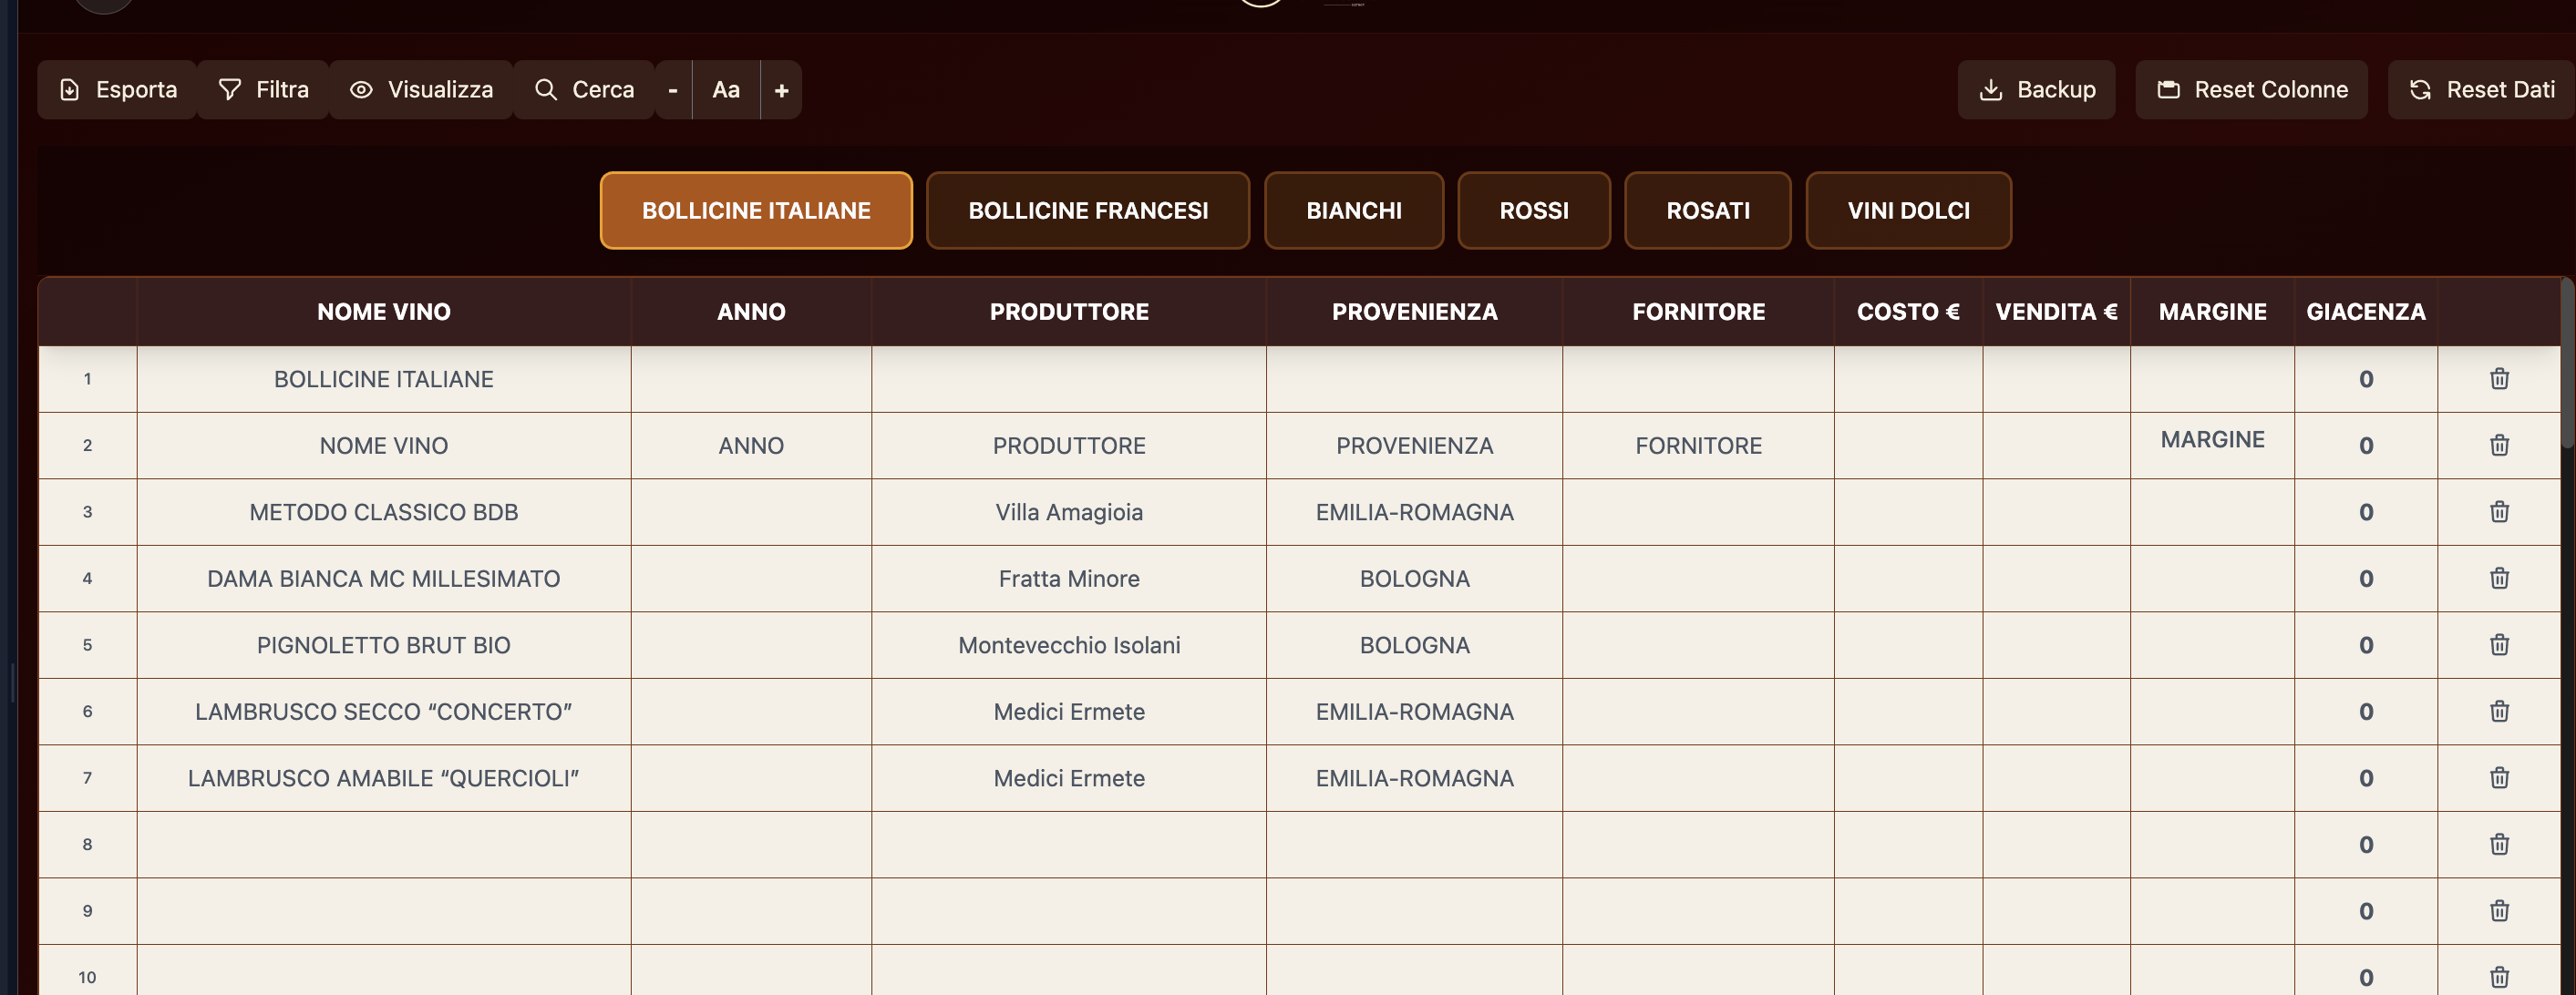 Esporta Filtra Visualizza Cerca - Aa + Backup Reset Colonne Reset Dati
BOLLICINE ITALIANE BOLLICINE FRANCESI BIANCHI ROSSI ROSATI VINI DOLCI
NOME VINO ANNO PRODUTTORE PROVENIENZA FORNITORE COSTO € VENDITA € MARGINE GIACENZA
1 BOLLICINE ITALIANE 0
2 NOME VINO ANNO PRODUTTORE PROVENIENZA FORNITORE MARGINE 0
3 METODO CLASSICO BDB Villa Amagioia EMILIA-ROMAGNA 0
4 DAMA BIANCA MC MILLESIMATO Fratta Minore BOLOGNA 0
5 PIGNOLETTO BRUT BIO Montevecchio Isolani BOLOGNA 0
6 LAMBRUSCO SECCO “CONCERTO” Medici Ermete EMILIA-ROMAGNA 0
7 LAMBRUSCO AMABILE “QUERCIOLI” Medici Ermete EMILIA-ROMAGNA 0
8 0
9 0
10 0